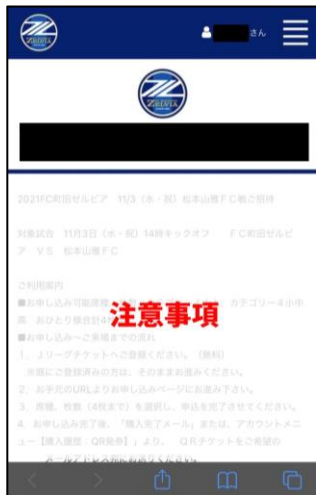 ZELVIA
さん
ZELVIA
2021FC町田ゼルビア 11/3（水・祝）松本山雅ＦＣ戦ご招待
対象試合 11月3日（水・祝）14時キックオフ ＦＣ町田ゼルビ
ア ＶＳ 松本山雅ＦＣ
ご利用案内
■お申し込み可能席種 カテゴリー4小中
高 おひとり様合計4
注意事項
■お申し込み～ご来場までの流れ
1、Ｊリーグチケットへご登録ください。（無料）
※既にご登録済みの方は、そのままお進みください。
2、お手元のURLよりお申し込みページにお進み下さい。
3、席種、枚数（4枚まで）を選択し、申込を完了させてください。
4、お申し込み完了後、「購入完了メール」または、アカウントメニ
ュー【購入履歴：QR発券】」より、 ＱＲチケットをご希望の